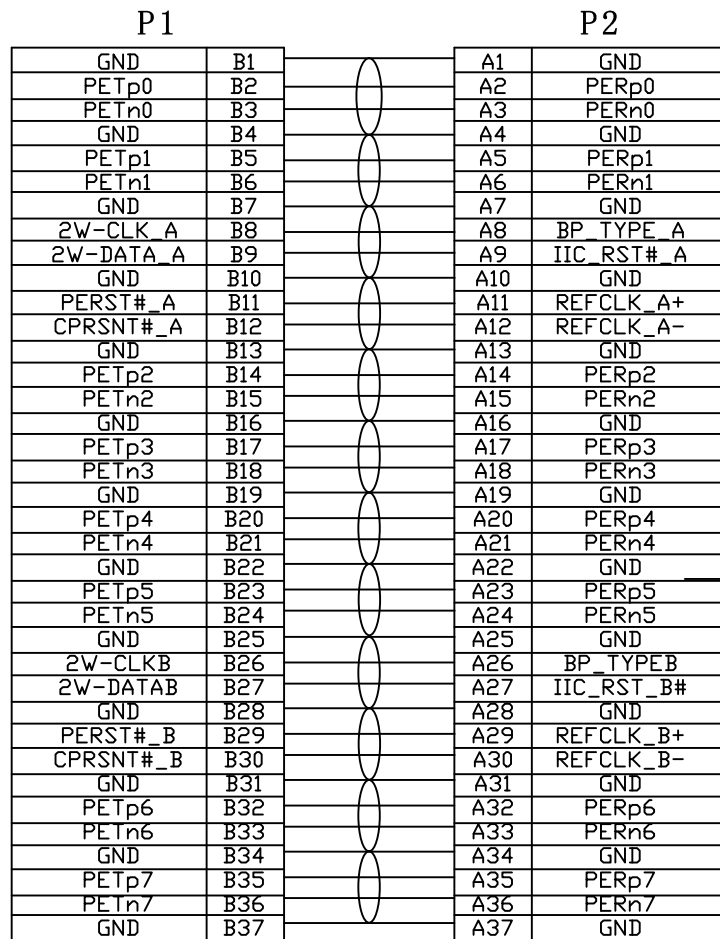 P1 P2
GND B1 A1 GND
PETp0 B2 A2 PERp0
PETn0 B3 A3 PERn0
GND B4 A4 GND
PETp1 B5 A5 PERp1
PETn1 B6 A6 PERn1
GND B7 A7 GND
2W-CLK_A B8 A8 BP_TYPE_A
2W-DATA_A B9 A9 IIC_RST#_A
GND B10 A10 GND
PERST#_A B11 A11 REFCLK_A+
CPRSNT#_A B12 A12 REFCLK_A-
GND B13 A13 GND
PETp2 B14 A14 PERp2
PETn2 B15 A15 PERn2
GND B16 A16 GND
PETp3 B17 A17 PERp3
PETn3 B18 A18 PERn3
GND B19 A19 GND
PETp4 B20 A20 PERp4
PETn4 B21 A21 PERn4
GND B22 A22 GND
PETp5 B23 A23 PERp5
PETn5 B24 A24 PERn5
GND B25 A25 GND
2W-CLKB B26 A26 BP_TYPEB
2W-DATAB B27 A27 IIC_RST_B#
GND B28 A28 GND
PERST#_B B29 A29 REFCLK_B+
CPRSNT#_B B30 A30 REFCLK_B-
GND B31 A31 GND
PETp6 B32 A32 PERp6
PETn6 B33 A33 PERn6
GND B34 A34 GND
PETp7 B35 A35 PERp7
PETn7 B36 A36 PERn7
GND B37 A37 GND